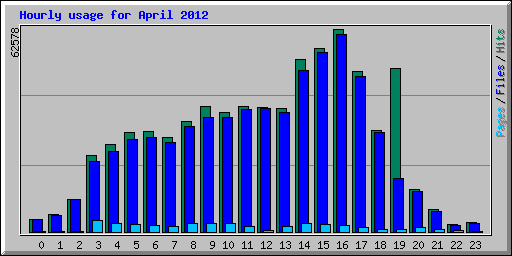 Hourly usage for April 2012
62578
Pages/Files/Hits
0 1 2 3 4 5 6 7 8 9 10 11 12 13 14 15 16 17 18 19 20 21 22 23